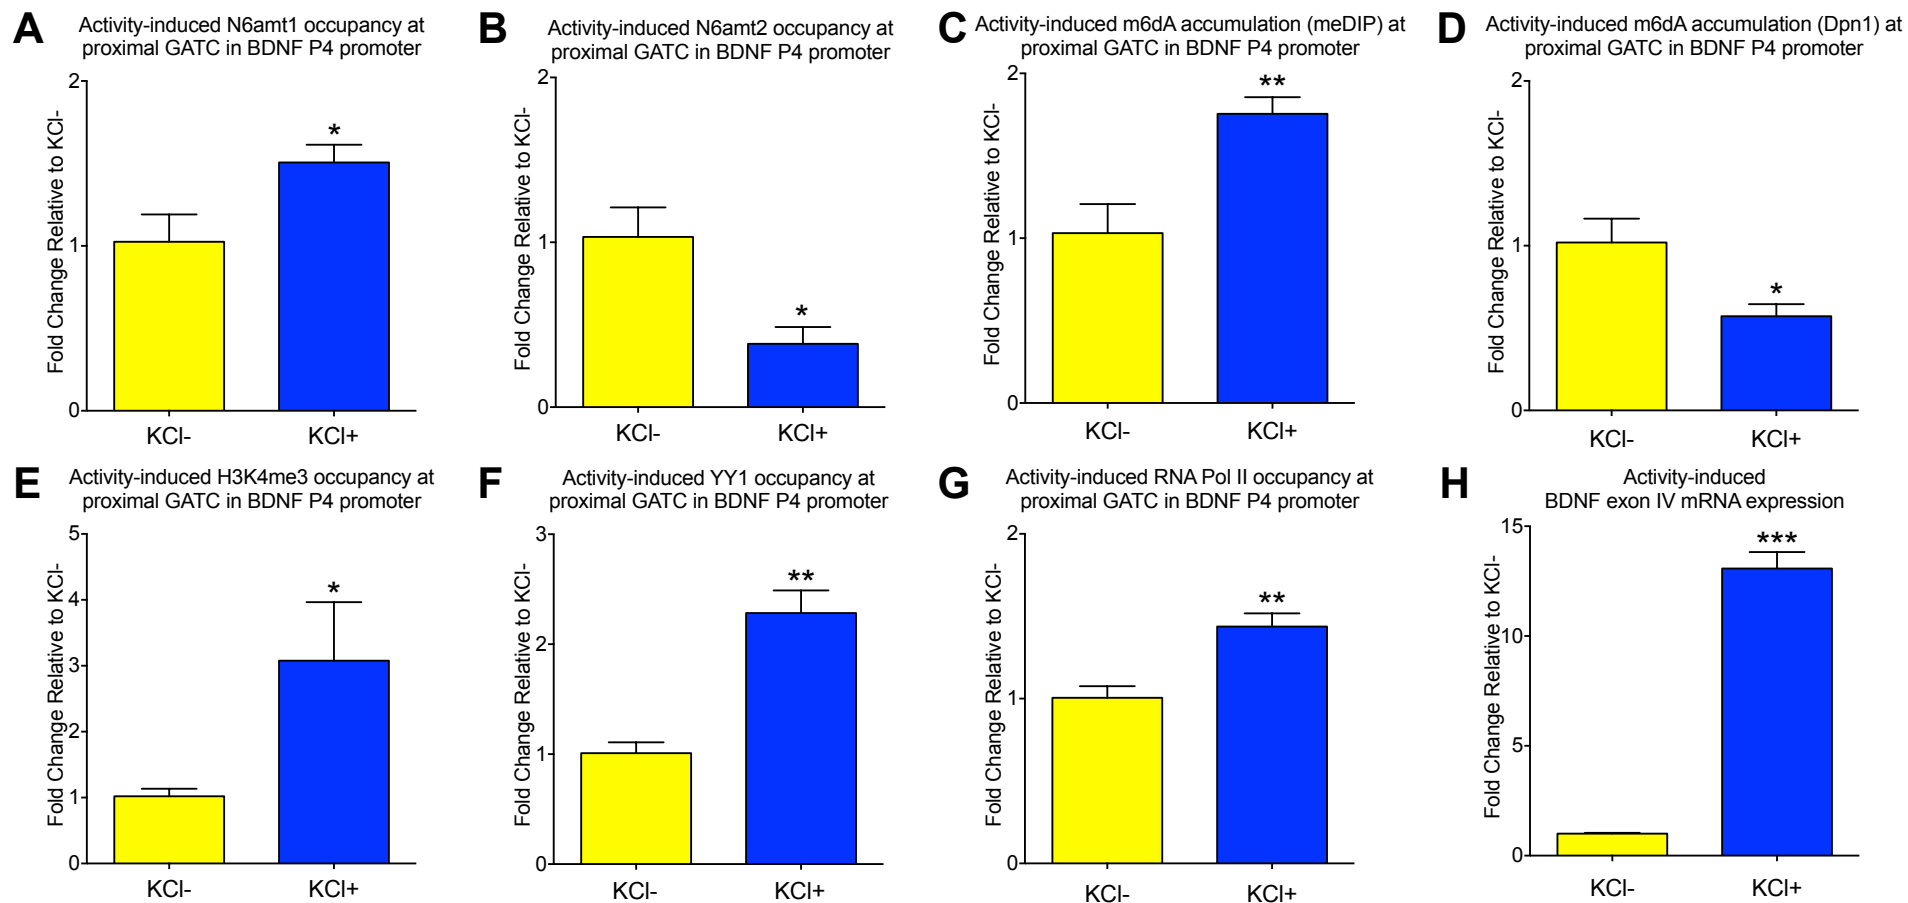 A
Activity-induced N6amt1 occupancy at
proximal GATC in BDNF P4 promoter
Fold Change Relative to KCl-
2
1
0
*
KCl-
KCl+
B
Activity-induced N6amt2 occupancy at
proximal GATC in BDNF P4 promoter
Fold Change Relative to KCl-
2
1
0
*
KCl-
KCl+
C
Activity-induced m6dA accumulation (meDIP) at
proximal GATC in BDNF P4 promoter
Fold Change Relative to KCl-
2
1
0
**
KCl-
KCl+
D
Activity-induced m6dA accumulation (Dpn1) at
proximal GATC in BDNF P4 promoter
Fold Change Relative to KCl-
2
1
0
*
KCl-
KCl+
E
Activity-induced H3K4me3 occupancy at
proximal GATC in BDNF P4 promoter
Fold Change Relative to KCl-
5
4
3
2
1
0
*
KCl-
KCl+
F
Activity-induced YY1 occupancy at
proximal GATC in BDNF P4 promoter
Fold Change Relative to KCl-
3
2
1
0
**
KCl-
KCl+
G
Activity-induced RNA Pol II occupancy at
proximal GATC in BDNF P4 promoter
Fold Change Relative to KCl-
2
1
0
**
KCl-
KCl+
H
Activity-induced
BDNF exon IV mRNA expression
Fold Change Relative to KCl-
15
10
5
0
***
KCl-
KCl+